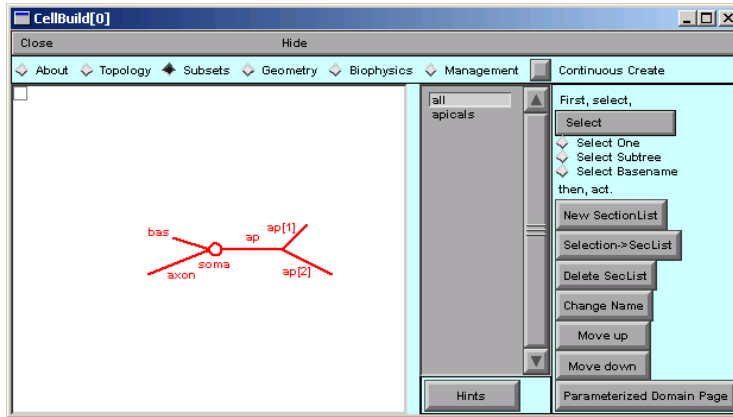 CellBuild[0]
Close Hide
About Topology Subsets Geometry Biophysics Management Continuous Create
all
apicals
First, select,
Select
Select One
Select Subtree
Select Basename
then, act.
New SectionList
Selection->SecList
Delete SecList
Change Name
Move up
Move down
Parameterized Domain Page
Hints
bas
ap
ap[1]
soma
axon
ap[2]